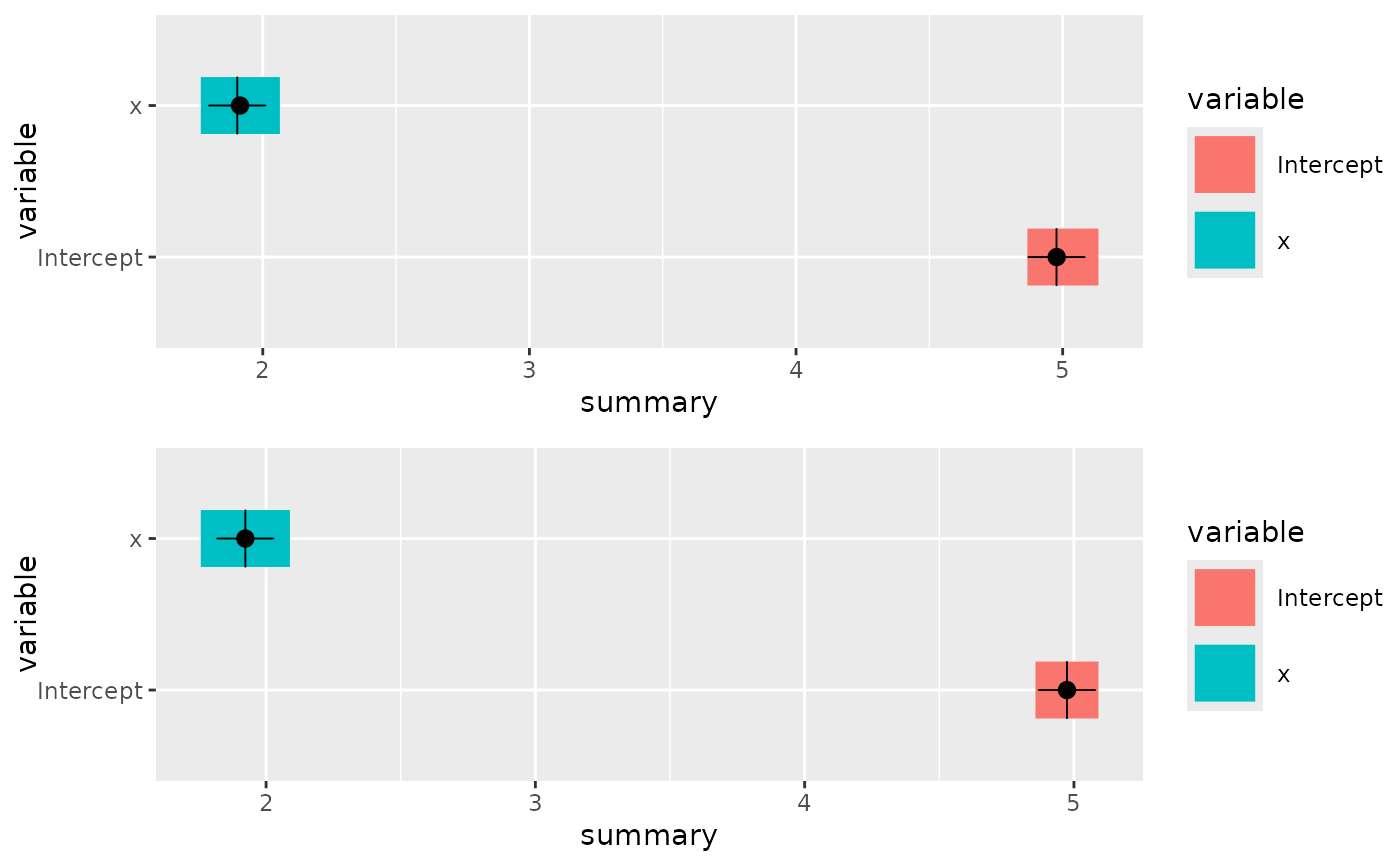 variable
x
Intercept
2 3 4 5
summary
variable
Intercept
x
variable
x
Intercept
2 3 4 5
summary
variable
Intercept
x